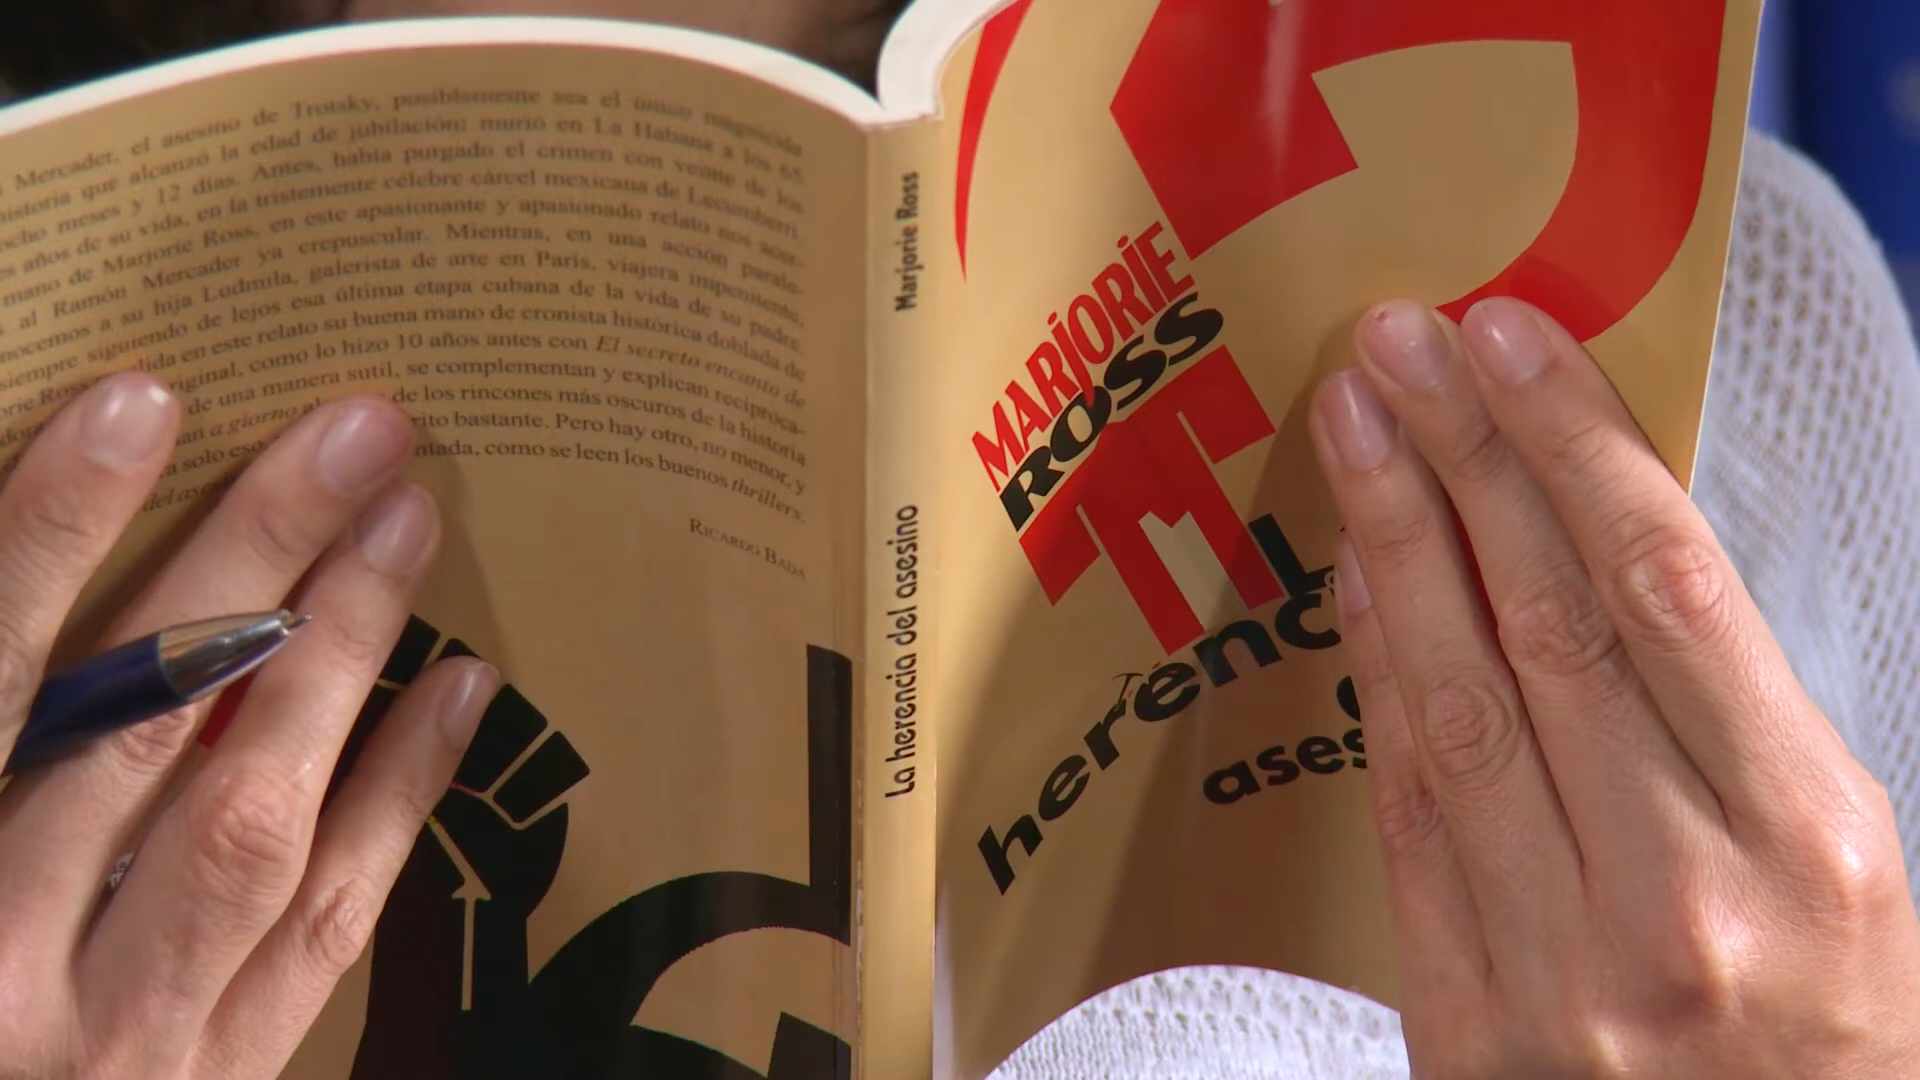 Mercader, el asesino de Trotsky, posiblemente sea el único magnicida
historia que alcanzó la edad de jubilación: murió en La Habana a los 65
ocho meses y 12 días. Antes, había purgado el crimen con veinte de los
es años de su vida, en la tristemente célebre cárcel mexicana de Lecumberri.
mano de Marjorie Ross, en este apasionante y apasionado relato nos
al Ramón Mercader ya crepuscular. Mientras, en una acción parale-
nocemos a su hija Ludmila, galerista de arte en París, viajera impenitente,
siempre siguiendo de lejos esa última etapa cubana de la vida de su padre.
orie Ross en este relato su buena mano de cronista histórica doblada de
original, como lo hizo 10 años antes con El secreto encanto de
de una manera sutil, se complementan y explican recíproca-
a giorno de los rincones más oscuros de la historia
a solo eso bastante. Pero hay otro, no menor, y
como se leen los buenos thrillers.
RICARDO BADA
Marjorie Ross
La herencia del asesino
MARJORIE
ROSS
herenc
ases